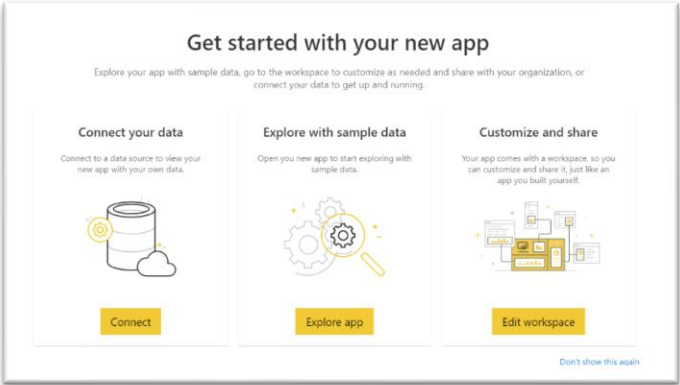 Get started with your new app
Explore your app with sample data, go to the workspace to customize as needed and share with your organization, or
connect your data to get up and running.
Connect your data
Connect to a data source to view your
new app with your own data.
Connect
Explore with sample data
Open you new app to start exploring with
sample data.
Explore app
Customize and share
Your app comes with a workspace, so you
can customize and share it, just like an
app you built yourself.
Edit workspace
Don't show this again